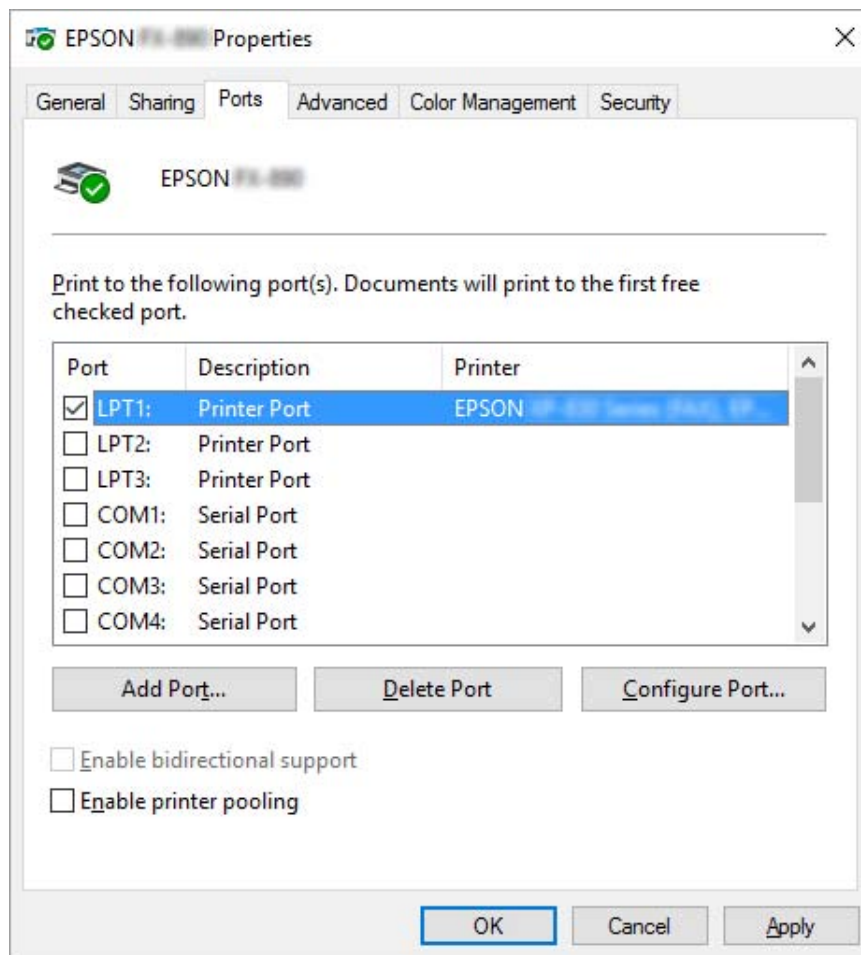 EPSON Properties
General Sharing Ports Advanced Color Management Security
EPSON
Print to the following port(s). Documents will print to the first free
checked port.
Port Description Printer
LPT1: Printer Port EPSON
LPT2: Printer Port
LPT3: Printer Port
COM1: Serial Port
COM2: Serial Port
COM3: Serial Port
COM4: Serial Port
Add Port... Delete Port Configure Port...
Enable bidirectional support
Enable printer pooling
OK Cancel Apply